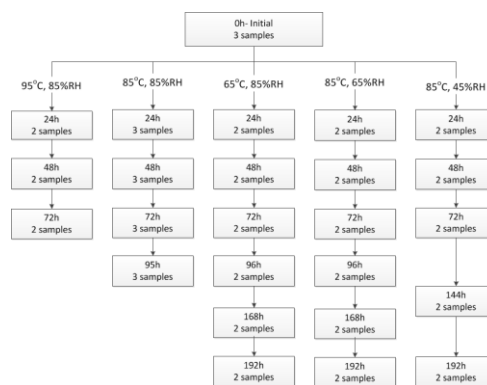 0h- Initial
3 samples
95°C, 85%RH
85°C, 85%RH
65°C, 85%RH
85°C, 65%RH
85°C, 45%RH
24h
2 samples
24h
3 samples
24h
2 samples
24h
2 samples
24h
2 samples
48h
2 samples
48h
3 samples
48h
2 samples
48h
2 samples
48h
2 samples
72h
2 samples
72h
3 samples
72h
2 samples
72h
2 samples
72h
2 samples
95h
3 samples
96h
2 samples
96h
2 samples
144h
2 samples
168h
2 samples
168h
2 samples
192h
2 samples
192h
2 samples
192h
2 samples